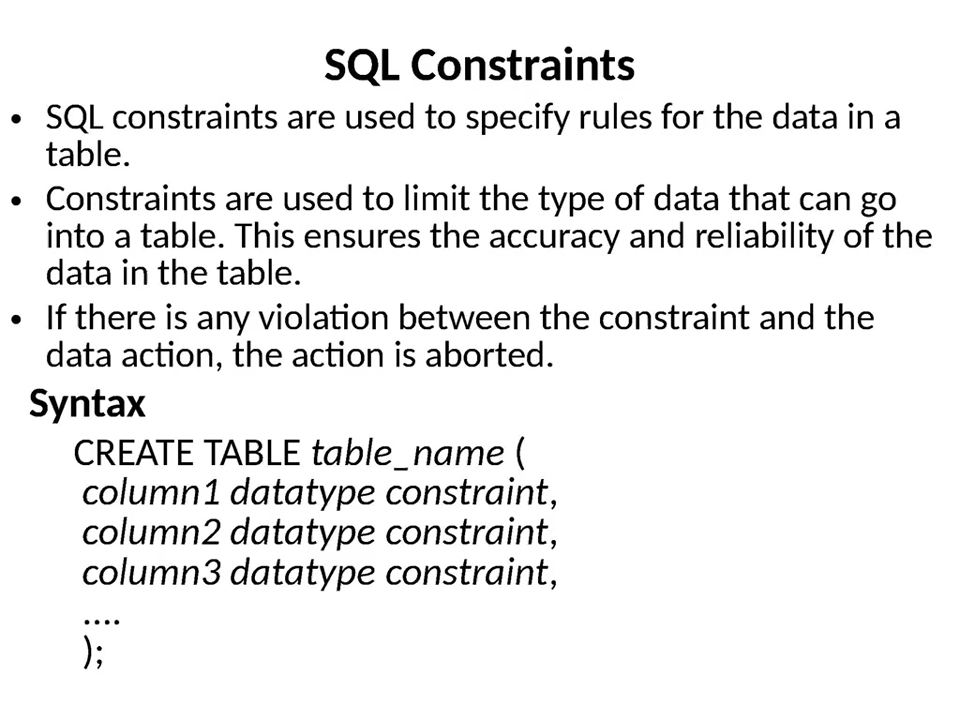 SQL Constraints
• SQL constraints are used to specify rules for the data in a
table.
• Constraints are used to limit the type of data that can go
into a table. This ensures the accuracy and reliability of the
data in the table.
• If there is any violation between the constraint and the
data action, the action is aborted.
Syntax
CREATE TABLE table_name (
column1 datatype constraint,
column2 datatype constraint,
column3 datatype constraint,
....
);